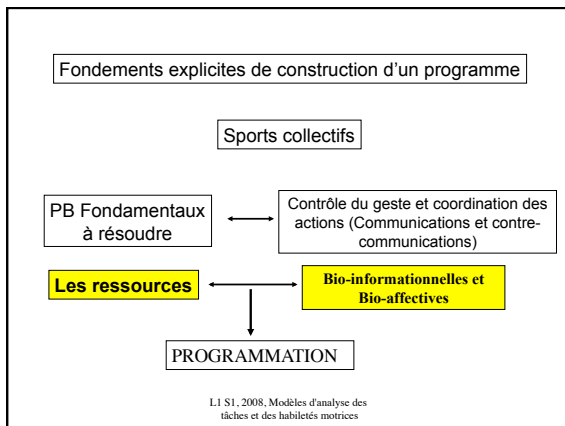 Fondements explicites de construction d'un programme
Sports collectifs
PB Fondamentaux
à résoudre
Contrôle du geste et coordination des
actions (Communications et contre-
communications)
Les ressources
Bio-informationnelles et
Bio-affectives
PROGRAMMATION
L1 S1, 2008, Modèles d'analyse des
tâches et des habiletés motrices